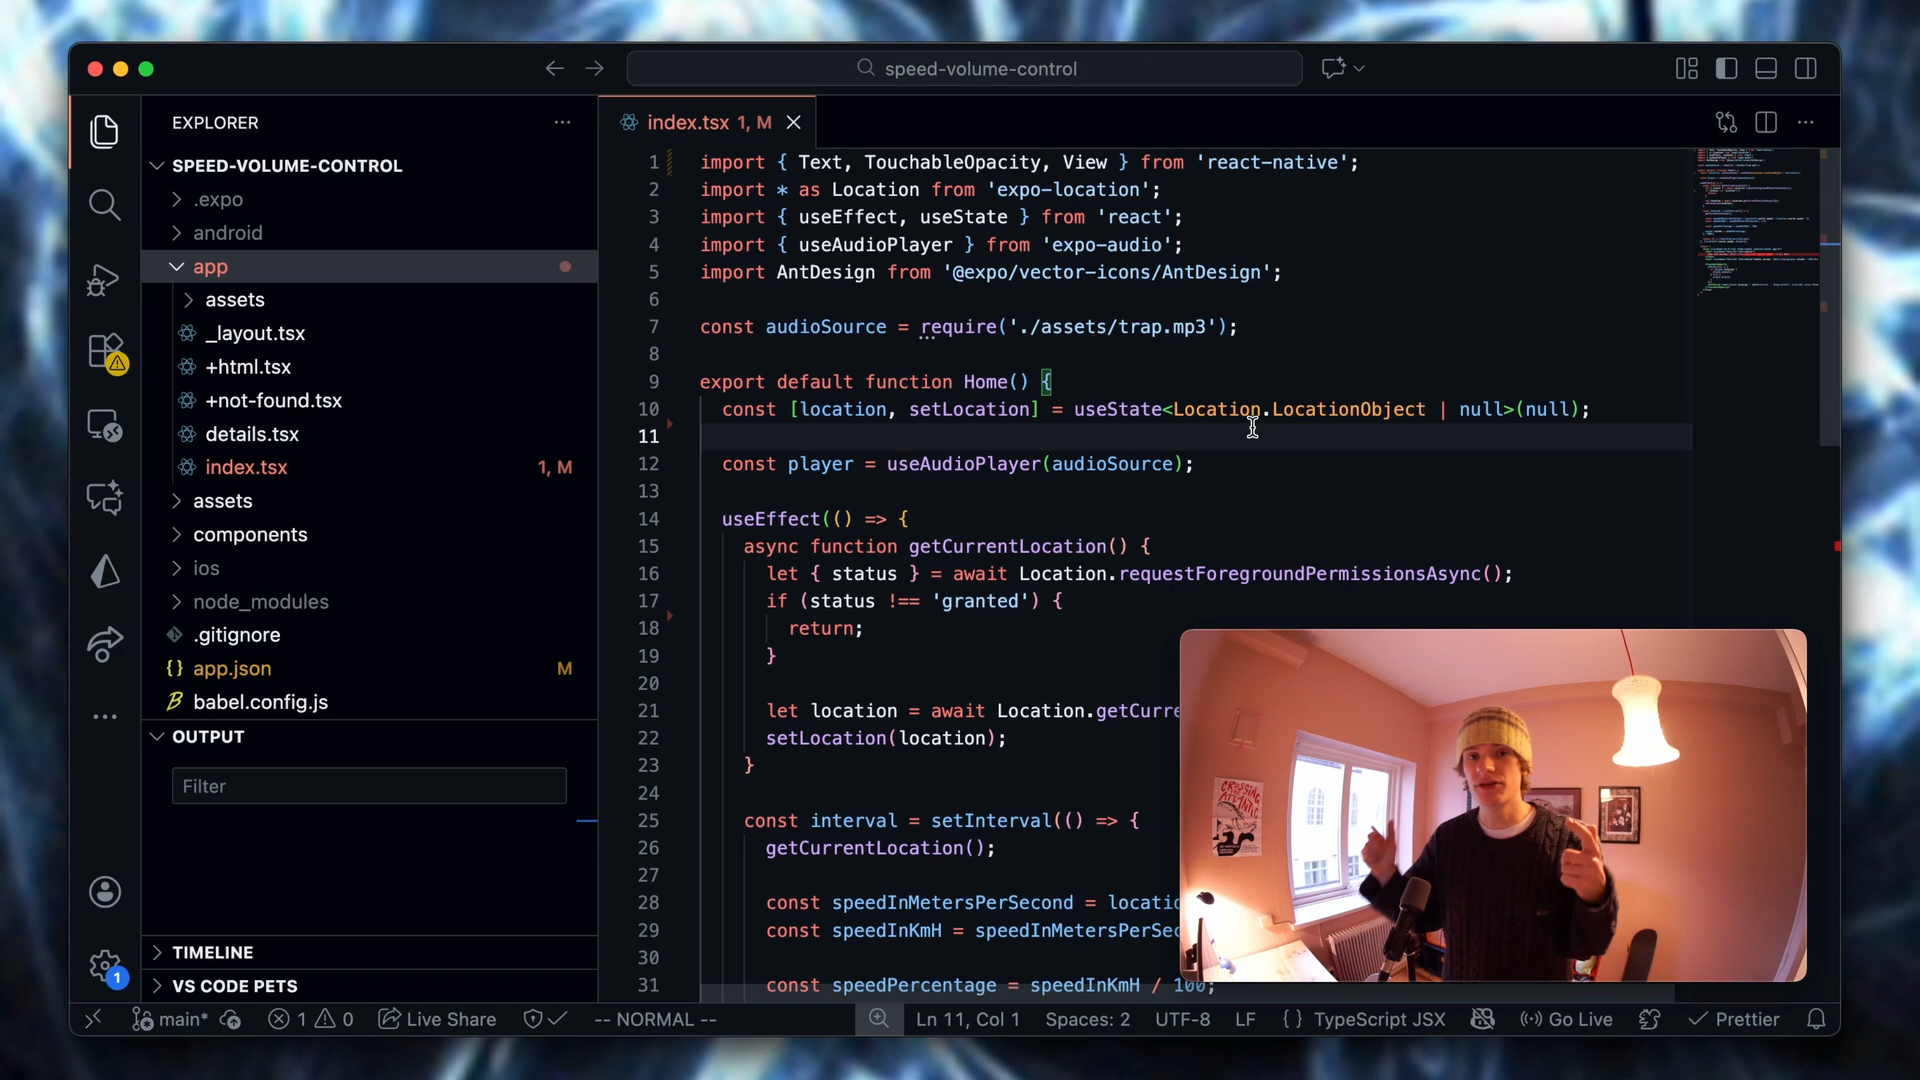 speed-volume-control
EXPLORER
SPEED-VOLUME-CONTROL
.expo
android
app
assets
_layout.tsx
+html.tsx
+not-found.tsx
details.tsx
index.tsx 1, M
assets
components
ios
node_modules
.gitignore
{} app.json M
babel.config.js
OUTPUT
Filter
TIMELINE
VS CODE PETS
1
index.tsx 1, M
1 import { Text, TouchableOpacity, View } from 'react-native';
2 import * as Location from 'expo-location';
3 import { useEffect, useState } from 'react';
4 import { useAudioPlayer } from 'expo-audio';
5 import AntDesign from '@expo/vector-icons/AntDesign';
6
7 const audioSource = require('./assets/trap.mp3');
8
9 export default function Home() {
10 const [location, setLocation] = useState<Location.LocationObject | null>(null);
11
12 const player = useAudioPlayer(audioSource);
13
14 useEffect(() => {
15 async function getCurrentLocation() {
16 let { status } = await Location.requestForegroundPermissionsAsync();
17 if (status !== 'granted') {
18 return;
19 }
20
21 let location = await Location.getCurre
22 setLocation(location);
23 }
24
25 const interval = setInterval(() => {
26 getCurrentLocation();
27
28 const speedInMetersPerSecond = locatio
29 const speedInKmH = speedInMetersPerSec
30
31 const speedPercentage = speedInKmH / 100;
CROSSING
ATLANTIC
main* 1 0 Live Share -- NORMAL -- Ln 11, Col 1 Spaces: 2 UTF-8 LF {} TypeScript JSX Go Live Prettier